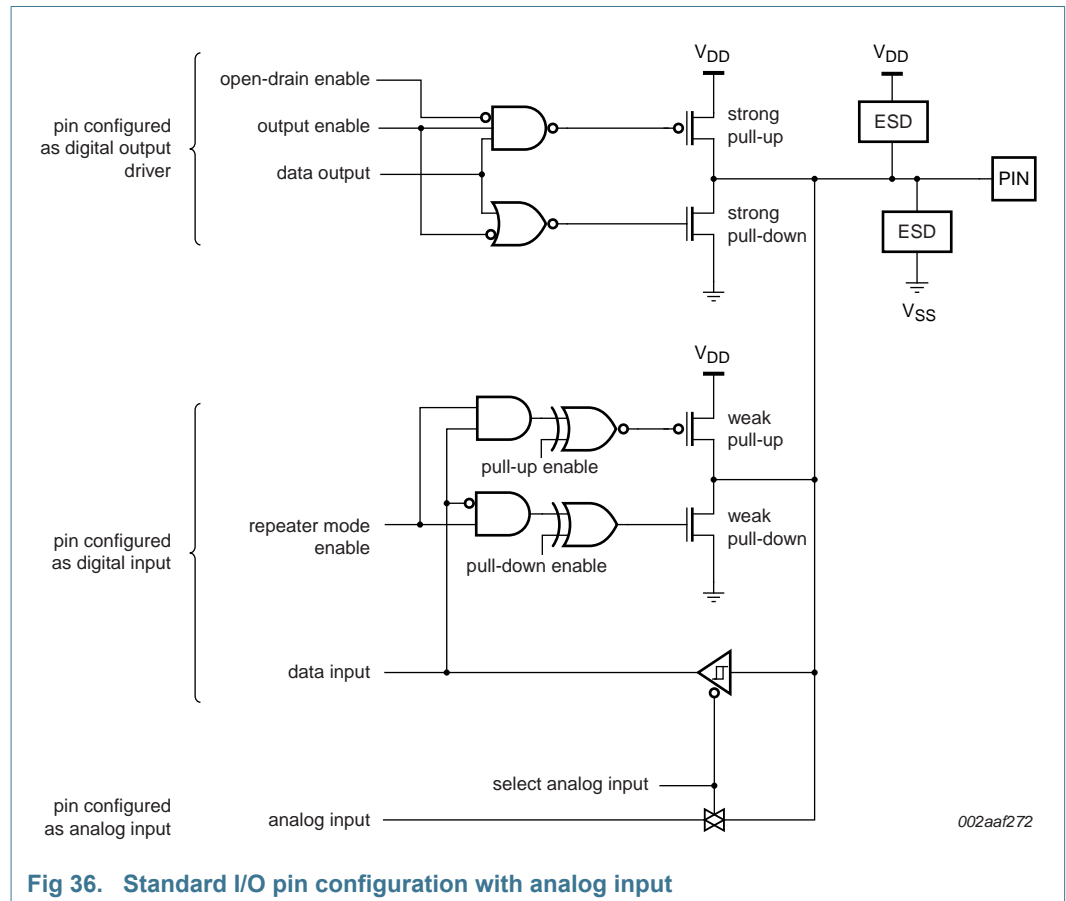 VDD
VDD
open-drain enable
strong
pull-up
ESD
pin configured
as digital output
driver
output enable
data output
PIN
strong
pull-down
ESD
VSS
VDD
weak
pull-up
pull-up enable
pin configured
as digital input
repeater mode
enable
weak
pull-down
pull-down enable
data input
select analog input
pin configured
as analog input
analog input
002aaf272
Fig 36. Standard I/O pin configuration with analog input